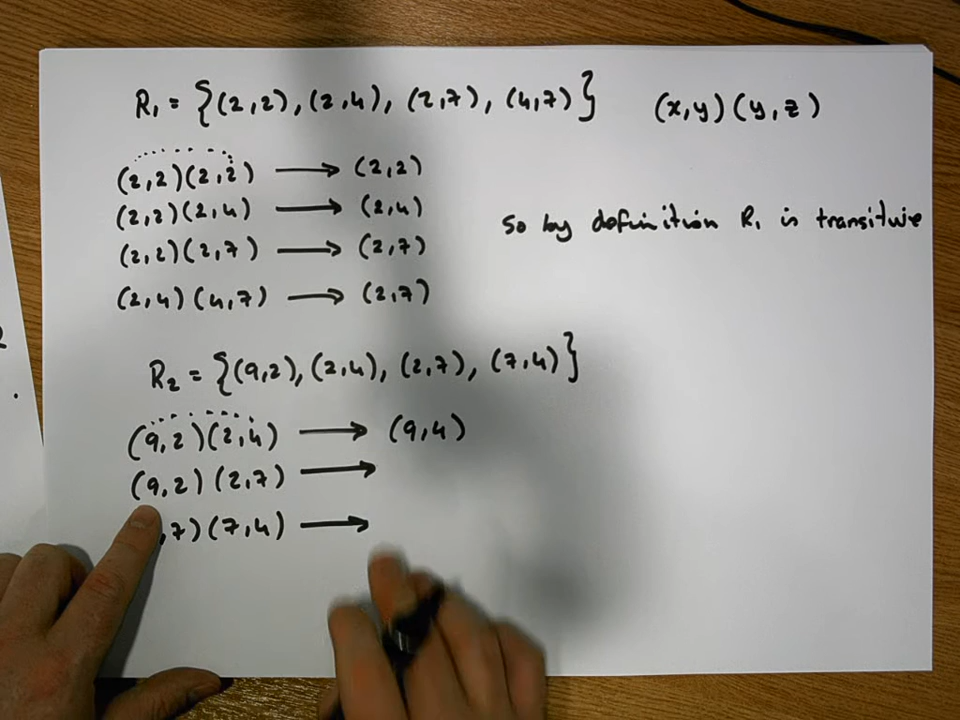 R₁ = {(2,2), (2,4), (2,7), (4,7)} (x,y)(y,z)
(2,2)(2,2) → (2,2)
(2,2)(2,4) → (2,4)
So by definition R₁ is transitive
(2,2)(2,7) → (2,7)
(2,4)(4,7) → (2,7)
R₂ = {(9,2), (2,4), (2,7), (7,4)}
(9,2)(2,4) → (9,4)
(9,2)(2,7) →
,7)(7,4) →